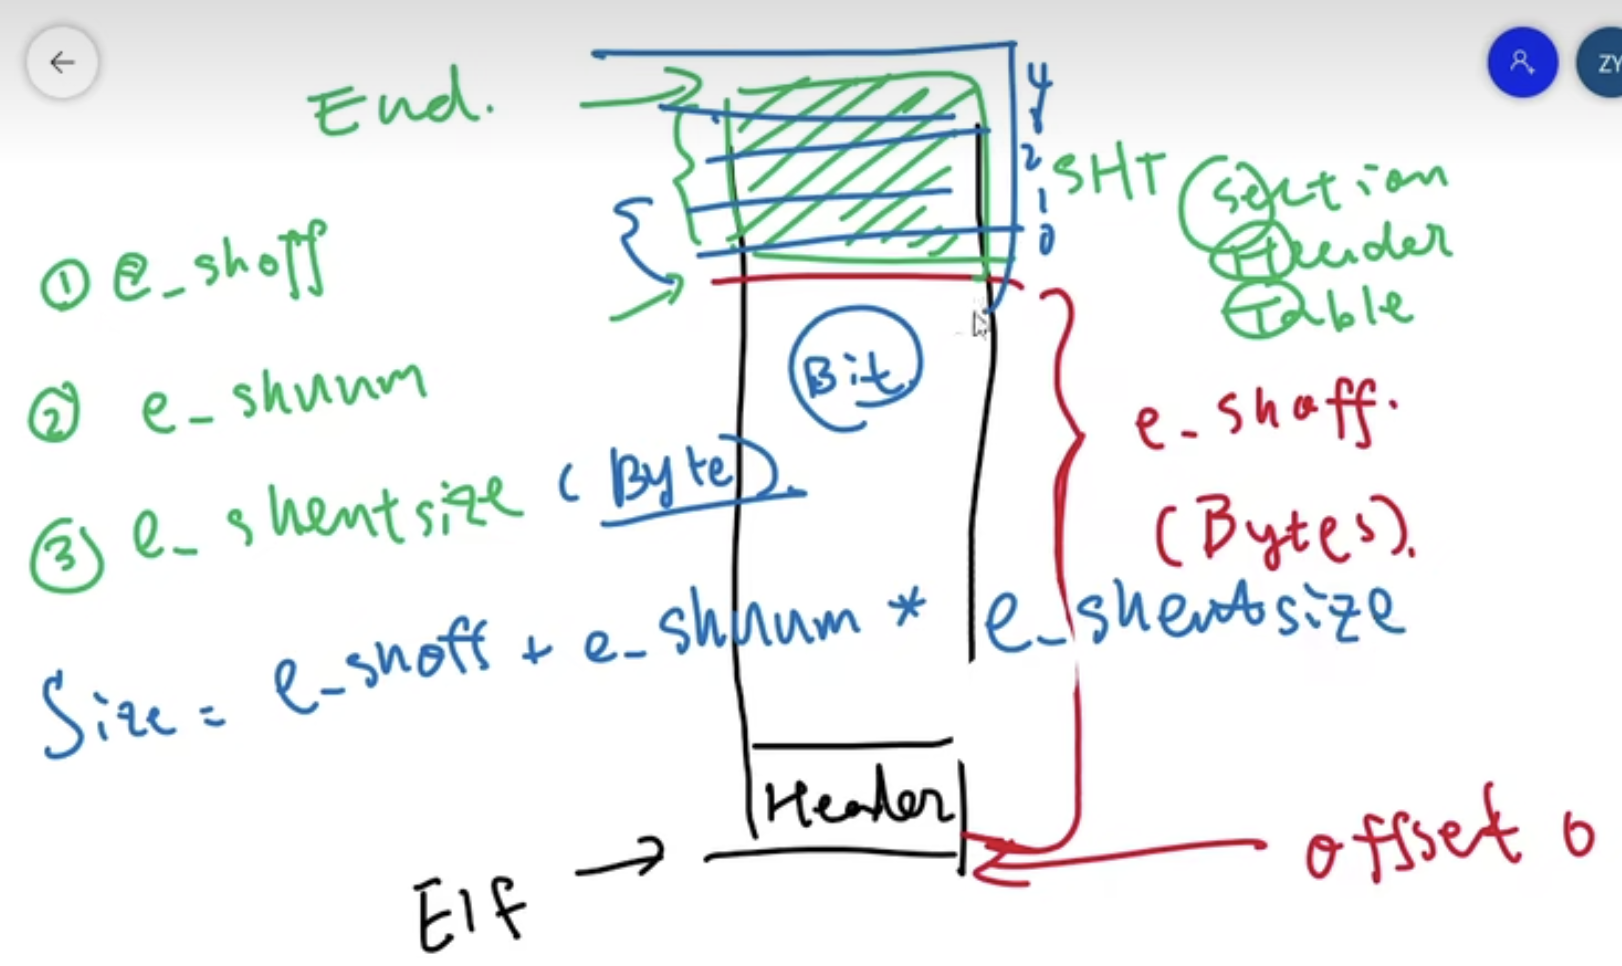 End.
4
3
2
1
0
SHT Section
Header
Table
① e_shoff
② e_shnum
③ e_shentsize (Byte).
Bit.
e_shoff.
(Bytes).
Size = e_shoff + e_shnum * e_shentsize
Header
Elf
offset 0
ZY